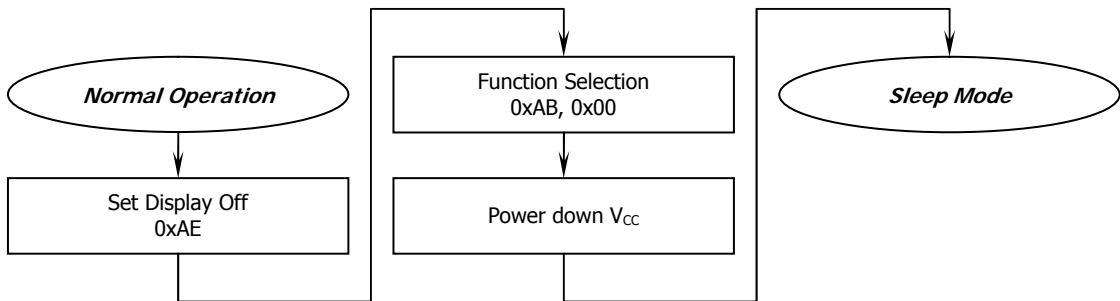 Normal Operation
Set Display Off
0xAE
Function Selection
0xAB, 0x00
Power down VCC
Sleep Mode